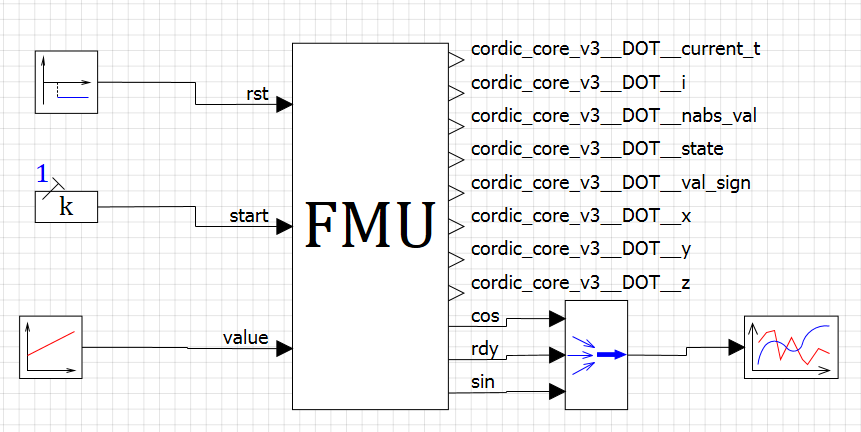 rst
1
k
start
value
FMU
cordic_core_v3__DOT__current_t
cordic_core_v3__DOT__i
cordic_core_v3__DOT__nabs_val
cordic_core_v3__DOT__state
cordic_core_v3__DOT__val_sign
cordic_core_v3__DOT__x
cordic_core_v3__DOT__y
cordic_core_v3__DOT__z
cos
rdy
sin